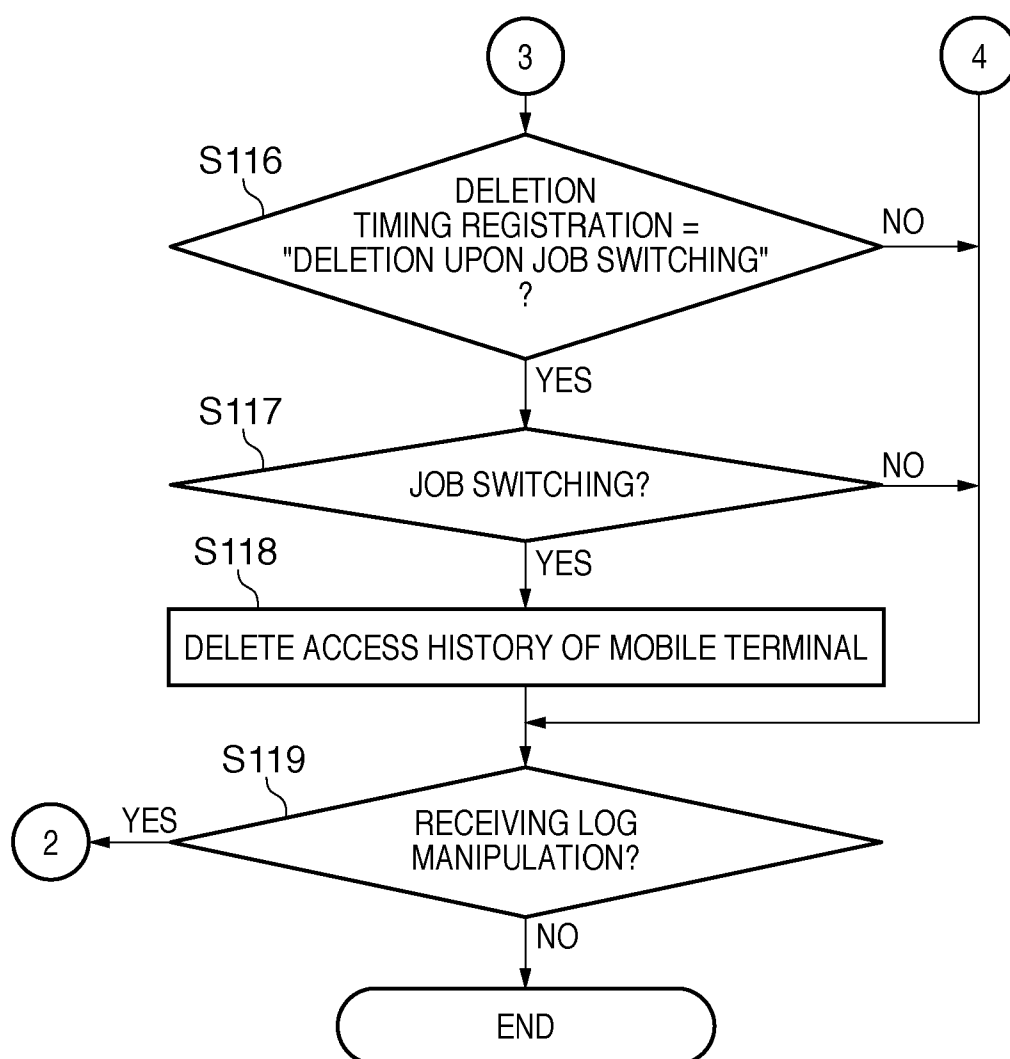 3
4
S116
DELETION
TIMING REGISTRATION =
"DELETION UPON JOB SWITCHING"
?
NO
YES
S117
JOB SWITCHING?
NO
YES
S118
DELETE ACCESS HISTORY OF MOBILE TERMINAL
S119
RECEIVING LOG
MANIPULATION?
YES
2
NO
END